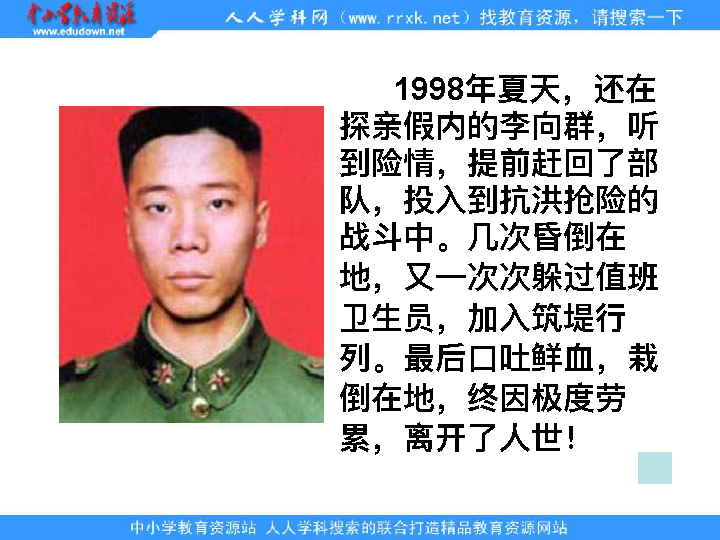 中小学教育资源
www.edudown.net
人人学科网（www.rrxk.net）找教育资源，请搜索一下
1998年夏天，还在
探亲假内的李向群，听
到险情，提前赶回了部
队，投入到抗洪抢险的
战斗中。几次昏倒在
地，又一次次躲过值班
卫生员，加入筑堤行
列。最后口吐鲜血，栽
倒在地，终因极度劳
累，离开了人世！
中小学教育资源站 人人学科搜索的联合打造精品教育资源网站